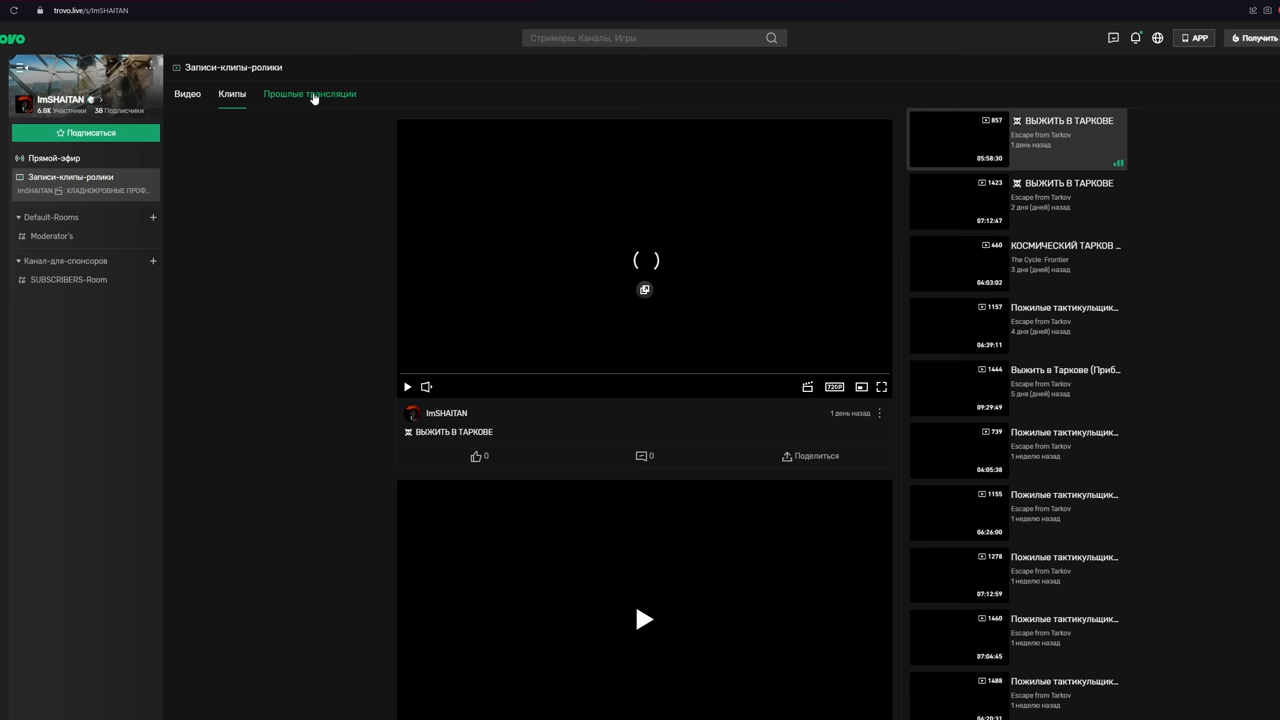 trovo.live/s/ImSHAITAN
ovo
Стримеры, Каналы, Игры
APP
Получить
ImSHAITAN
6.8K Участники 38 Подписчики
Подписаться
Прямой-эфир
Записи-клипы-ролики
ImSHAITAN ХЛАДНОКРОВНЫЕ ПРОФ...
Default-Rooms
Moderator's
Канал-для-спонсоров
SUBSCRIBERS-Room
Записи-клипы-ролики
Видео Клипы Прошлые трансляции
720P
ImSHAITAN
1 день назад
ВЫЖИТЬ В ТАРКОВЕ
0 0 Поделиться
857
05:58:30
ВЫЖИТЬ В ТАРКОВЕ
Escape from Tarkov
1 день назад
1423
07:12:47
ВЫЖИТЬ В ТАРКОВЕ
Escape from Tarkov
2 дня (дней) назад
460
04:03:02
КОСМИЧЕСКИЙ ТАРКОВ ...
The Cycle: Frontier
3 дня (дней) назад
1157
06:39:11
Пожилые тактикульщик...
Escape from Tarkov
4 дня (дней) назад
1444
09:29:49
Выжить в Таркове (Приб...
Escape from Tarkov
5 дня (дней) назад
739
04:05:38
Пожилые тактикульщик...
Escape from Tarkov
1 неделю назад
1155
06:26:00
Пожилые тактикульщик...
Escape from Tarkov
1 неделю назад
1278
07:12:59
Пожилые тактикульщик...
Escape from Tarkov
1 неделю назад
1460
07:04:45
Пожилые тактикульщик...
Escape from Tarkov
1 неделю назад
1488
06:20:31
Пожилые тактикульщик...
Escape from Tarkov
1 неделю назад